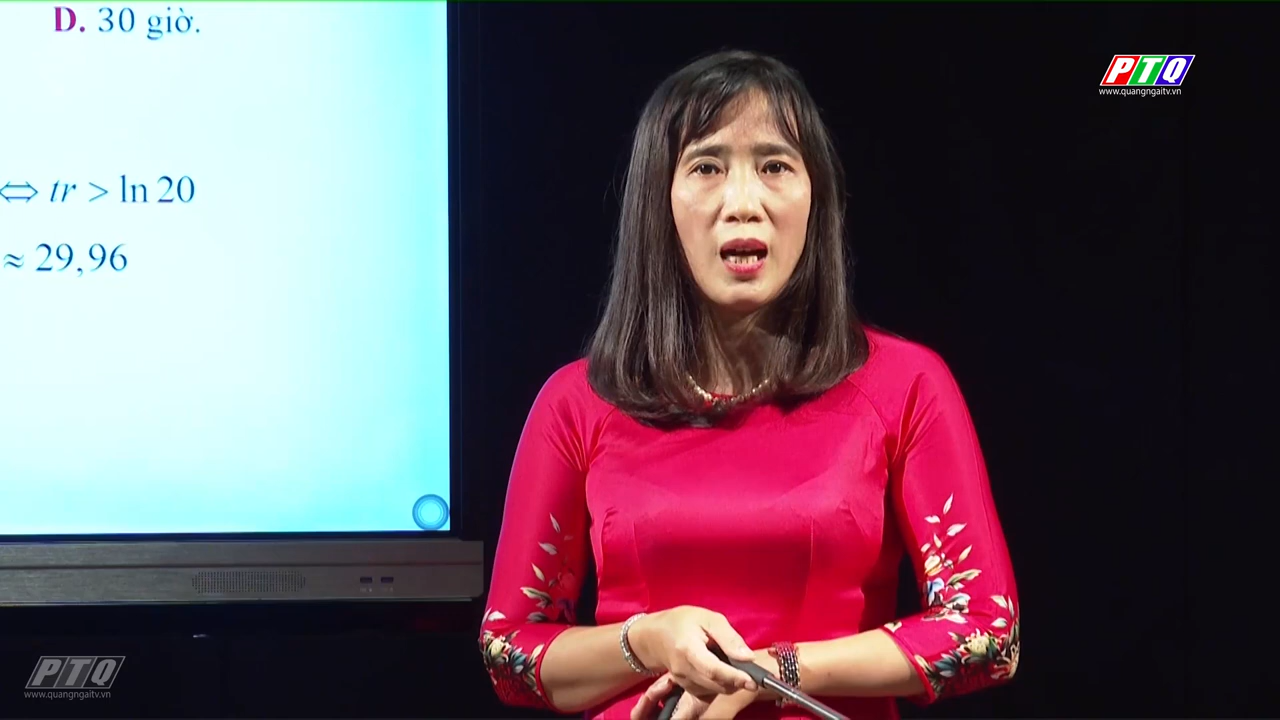 D. 30 giờ.
⇔ tr > ln 20
≈ 29,96
PTQ
www.quangngaitv.vn
PTQ
www.quangngaitv.vn